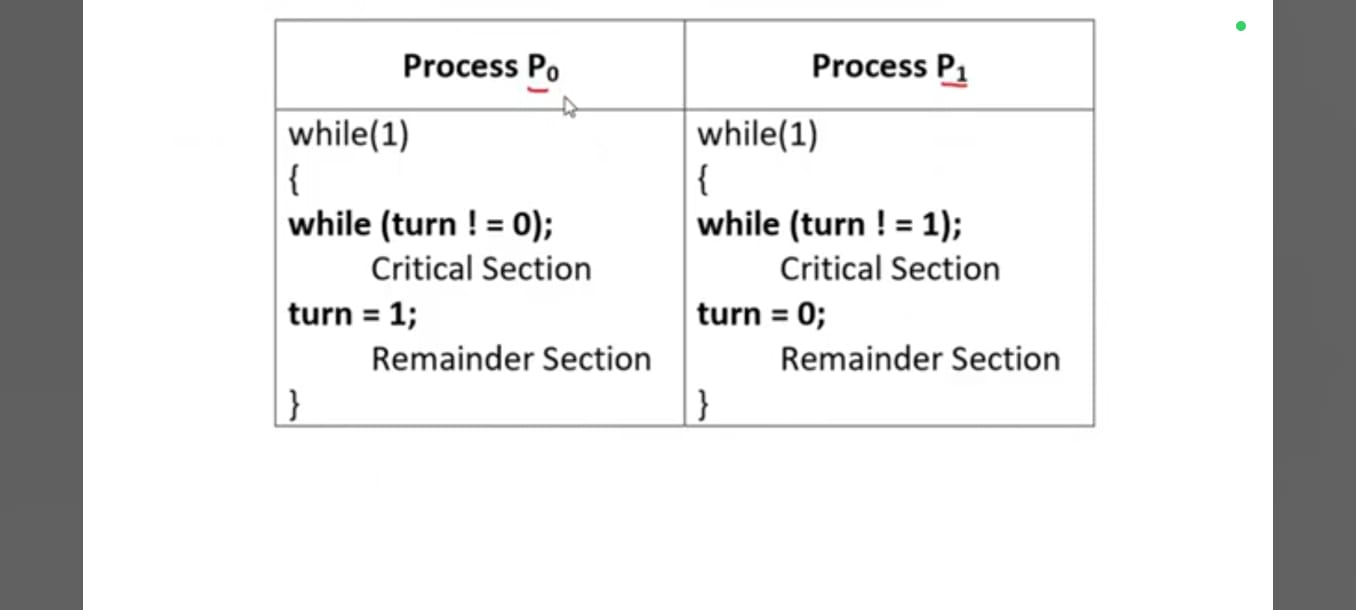 Process P₀
Process P₁
while(1)
{
while (turn ! = 0);
Critical Section
turn = 1;
Remainder Section
}
while(1)
{
while (turn ! = 1);
Critical Section
turn = 0;
Remainder Section
}